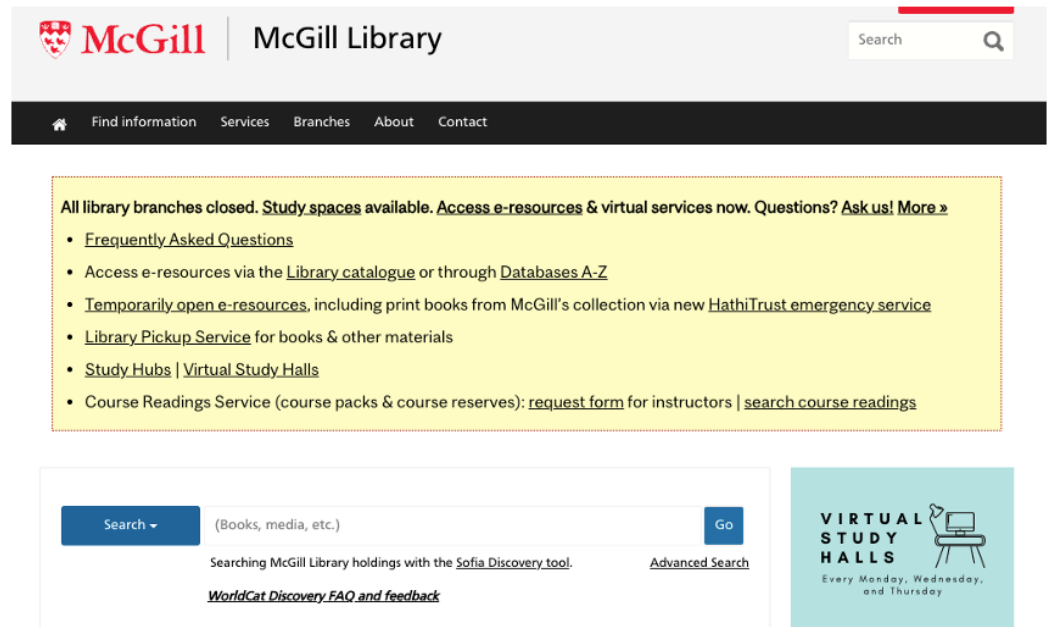 McGill
McGill Library
Search
Find information Services Branches About Contact
All library branches closed. Study spaces available. Access e-resources & virtual services now. Questions? Ask us! More »
• Frequently Asked Questions
• Access e-resources via the Library catalogue or through Databases A-Z
• Temporarily open e-resources, including print books from McGill's collection via new HathiTrust emergency service
• Library Pickup Service for books & other materials
• Study Hubs | Virtual Study Halls
• Course Readings Service (course packs & course reserves): request form for instructors | search course readings
Search (Books, media, etc.) Go
Searching McGill Library holdings with the Sofia Discovery tool. Advanced Search
WorldCat Discovery FAQ and feedback
VIRTUAL
STUDY
HALLS
Every Monday, Wednesday,
and Thursday